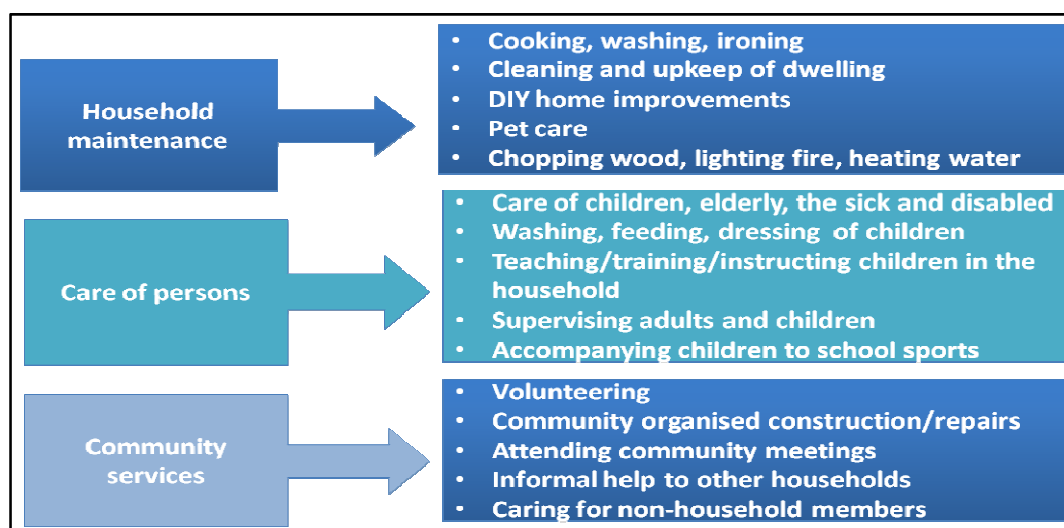 Household
maintenance
• Cooking, washing, ironing
• Cleaning and upkeep of dwelling
• DIY home improvements
• Pet care
• Chopping wood, lighting fire, heating water
Care of persons
• Care of children, elderly, the sick and disabled
• Washing, feeding, dressing of children
• Teaching/training/instructing children in the
household
• Supervising adults and children
• Accompanying children to school sports
Community
services
• Volunteering
• Community organised construction/repairs
• Attending community meetings
• Informal help to other households
• Caring for non-household members